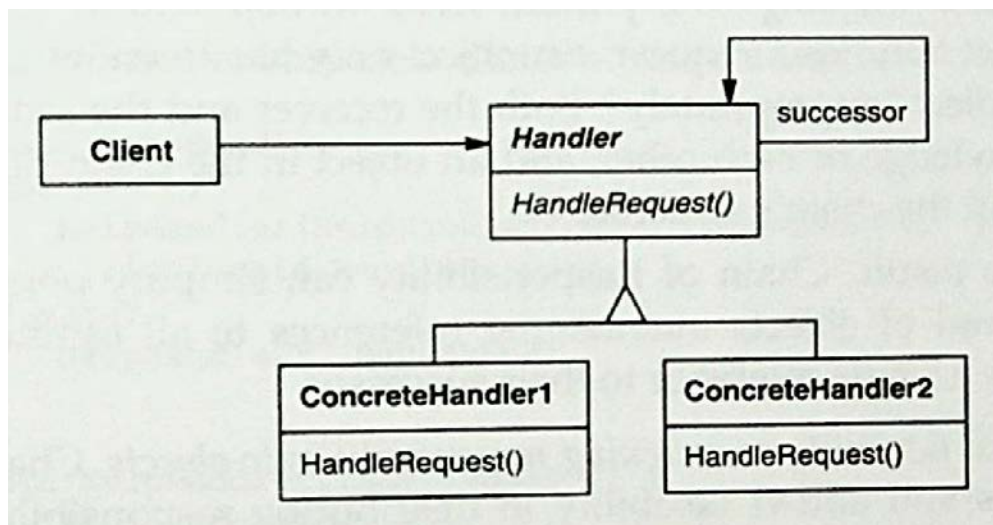 successor
Client
Handler
HandleRequest()
ConcreteHandler1
ConcreteHandler2
HandleRequest()
HandleRequest()